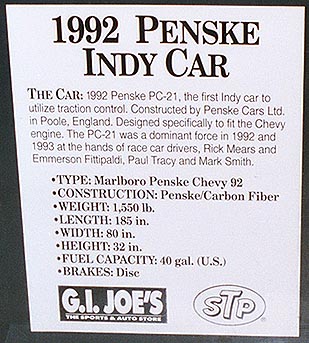 1992 PENSKE
INDY CAR
THE CAR: 1992 Penske PC-21, the first Indy car to
utilize traction control. Constructed by Penske Cars Ltd.
in Poole, England. Designed specifically to fit the Chevy
engine. The PC-21 was a dominant force in 1992 and
1993 at the hands of race car drivers, Rick Mears and
Emmerson Fittipaldi, Paul Tracy and Mark Smith.
•TYPE: Marlboro Penske Chevy 92
•CONSTRUCTION: Penske/Carbon Fiber
•WEIGHT: 1,550 lb.
•LENGTH: 185 in.
•WIDTH: 80 in.
•HEIGHT: 32 in.
•FUEL CAPACITY: 40 gal. (U.S.)
•BRAKES: Disc
G.I. JOE'S
THE SPORTS & AUTO STORE
STP